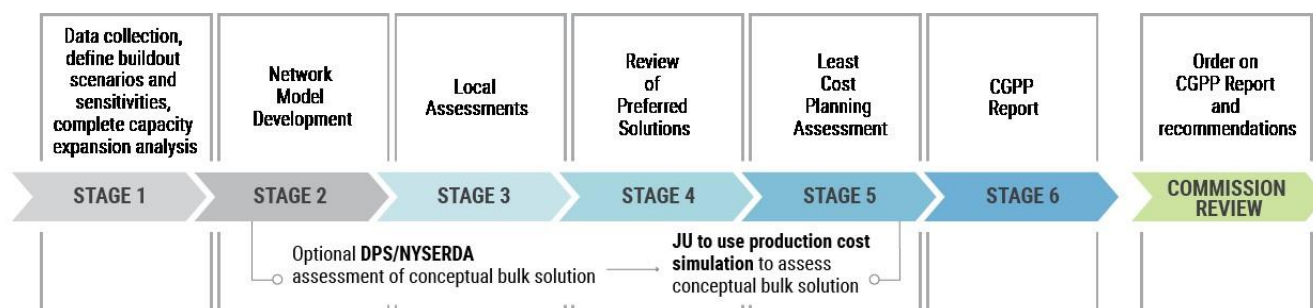 Data collection,
define buildout
scenarios and
sensitivities,
complete capacity
expansion analysis
Network
Model
Development
Local
Assessments
Review
of
Preferred
Solutions
Least
Cost
Planning
Assessment
CGPP
Report
Order on
CGPP Report
and
recommendations
STAGE 1
STAGE 2
STAGE 3
STAGE 4
STAGE 5
STAGE 6
COMMISSION
REVIEW
Optional DPS/NYSERDA
assessment of conceptual bulk solution
JU to use production cost
simulation to assess
conceptual bulk solution